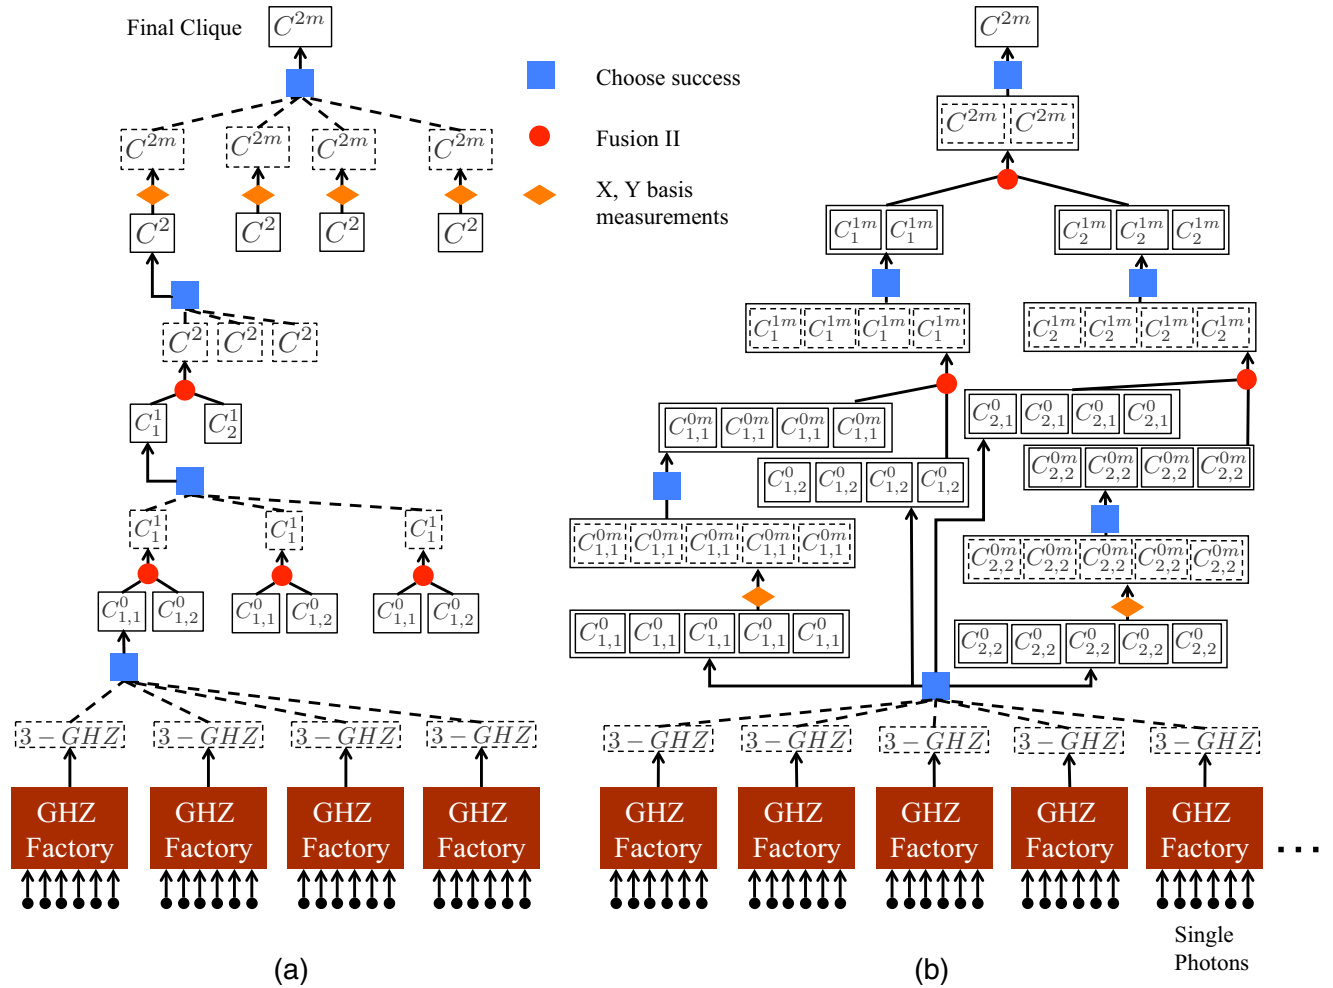 Final Clique
C^{2m}
Choose success
Fusion II
X, Y basis
measurements
C^{2m} C^{2m} C^{2m} C^{2m}
C^2 C^2 C^2 C^2
C^2 C^2 C^2
C^1_1 C^1_2
C^1_1 C^1_1 C^1_1
C^0_{1,1} C^0_{1,2} C^0_{1,1} C^0_{1,2} C^0_{1,1} C^0_{1,2}
3 − GHZ 3 − GHZ 3 − GHZ 3 − GHZ
GHZ GHZ GHZ GHZ
Factory Factory Factory Factory
(a)
C^{2m}
C^{2m} C^{2m}
C^{1m}_1 C^{1m}_1
C^{1m}_2 C^{1m}_2 C^{1m}_2
C^{1m}_1 C^{1m}_1 C^{1m}_1 C^{1m}_1
C^{1m}_2 C^{1m}_2 C^{1m}_2 C^{1m}_2
C^{0m}_{1,1} C^{0m}_{1,1} C^{0m}_{1,1} C^{0m}_{1,1}
C^0_{2,1} C^0_{2,1} C^0_{2,1} C^0_{2,1}
C^0_{1,2} C^0_{1,2} C^0_{1,2} C^0_{1,2}
C^{0m}_{2,2} C^{0m}_{2,2} C^{0m}_{2,2} C^{0m}_{2,2}
C^{0m}_{1,1} C^{0m}_{1,1} C^{0m}_{1,1} C^{0m}_{1,1} C^{0m}_{1,1}
C^{0m}_{2,2} C^{0m}_{2,2} C^{0m}_{2,2} C^{0m}_{2,2} C^{0m}_{2,2}
C^0_{1,1} C^0_{1,1} C^0_{1,1} C^0_{1,1} C^0_{1,1}
C^0_{2,2} C^0_{2,2} C^0_{2,2} C^0_{2,2} C^0_{2,2}
3 − GHZ 3 − GHZ 3 − GHZ 3 − GHZ 3 − GHZ
GHZ GHZ GHZ GHZ GHZ
Factory Factory Factory Factory Factory ...
Single
Photons
(b)